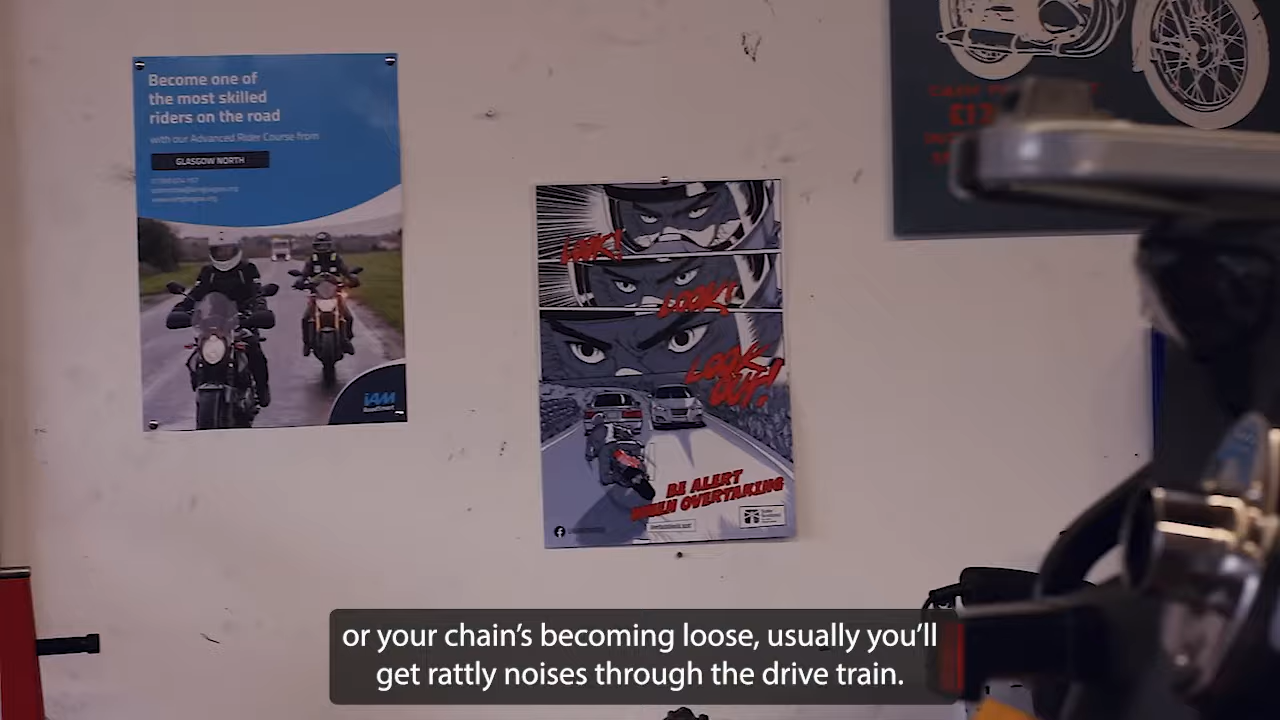 Become one of
the most skilled
riders on the road
with our Advanced Rider Course from
GLASGOW NORTH
IAM
RoadSmart
LOOK!
LOOK!
LOOK
OUT!
BE ALERT
WHEN OVERTAKING
or your chain's becoming loose, usually you'll
get rattly noises through the drive train.